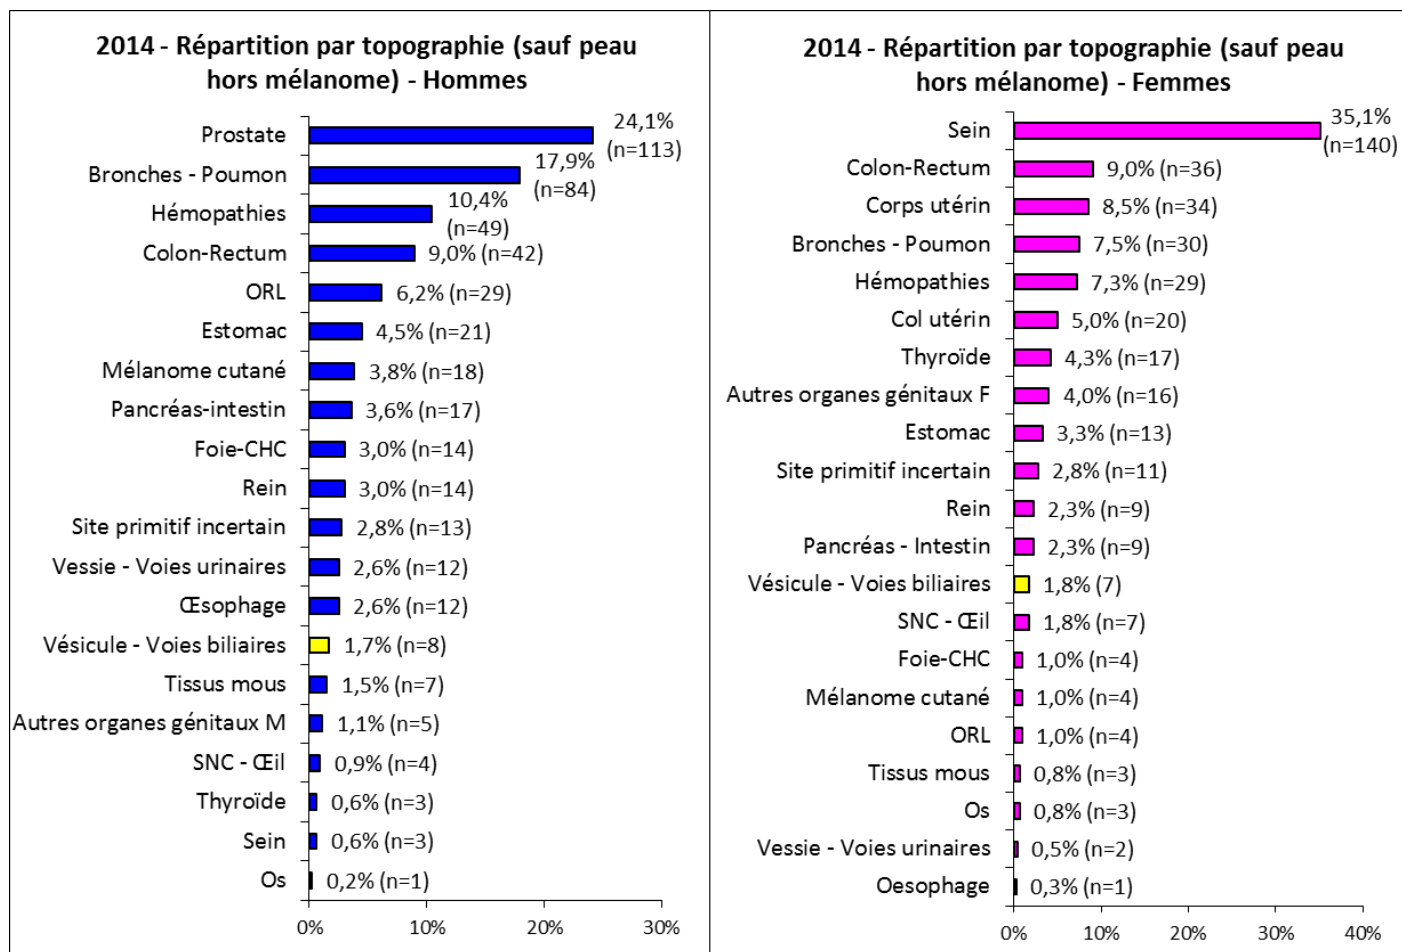 2014 - Répartition par topographie (sauf peau
hors mélanome) - Hommes
Prostate 24,1%
(n=113)
Bronches - Poumon 17,9%
(n=84)
Hémopathies 10,4%
(n=49)
Colon-Rectum 9,0% (n=42)
ORL 6,2% (n=29)
Estomac 4,5% (n=21)
Mélanome cutané 3,8% (n=18)
Pancréas-intestin 3,6% (n=17)
Foie-CHC 3,0% (n=14)
Rein 3,0% (n=14)
Site primitif incertain 2,8% (n=13)
Vessie - Voies urinaires 2,6% (n=12)
Œsophage 2,6% (n=12)
Vésicule - Voies biliaires 1,7% (n=8)
Tissus mous 1,5% (n=7)
Autres organes génitaux M 1,1% (n=5)
SNC - Œil 0,9% (n=4)
Thyroïde 0,6% (n=3)
Sein 0,6% (n=3)
Os 0,2% (n=1)
0% 10% 20% 30%
2014 - Répartition par topographie (sauf peau
hors mélanome) - Femmes
Sein 35,1%
(n=140)
Colon-Rectum 9,0% (n=36)
Corps utérin 8,5% (n=34)
Bronches - Poumon 7,5% (n=30)
Hémopathies 7,3% (n=29)
Col utérin 5,0% (n=20)
Thyroïde 4,3% (n=17)
Autres organes génitaux F 4,0% (n=16)
Estomac 3,3% (n=13)
Site primitif incertain 2,8% (n=11)
Rein 2,3% (n=9)
Pancréas - Intestin 2,3% (n=9)
Vésicule - Voies biliaires 1,8% (7)
SNC - Œil 1,8% (n=7)
Foie-CHC 1,0% (n=4)
Mélanome cutané 1,0% (n=4)
ORL 1,0% (n=4)
Tissus mous 0,8% (n=3)
Os 0,8% (n=3)
Vessie - Voies urinaires 0,5% (n=2)
Oesophage 0,3% (n=1)
0% 10% 20% 30% 40%